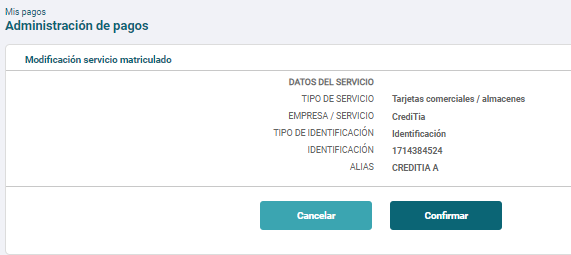 Mis pagos
Administración de pagos
Modificación servicio matriculado
DATOS DEL SERVICIO
TIPO DE SERVICIO Tarjetas comerciales / almacenes
EMPRESA / SERVICIO CrediTia
TIPO DE IDENTIFICACIÓN Identificación
IDENTIFICACIÓN 1714384524
ALIAS CREDITIA A
Cancelar Confirmar